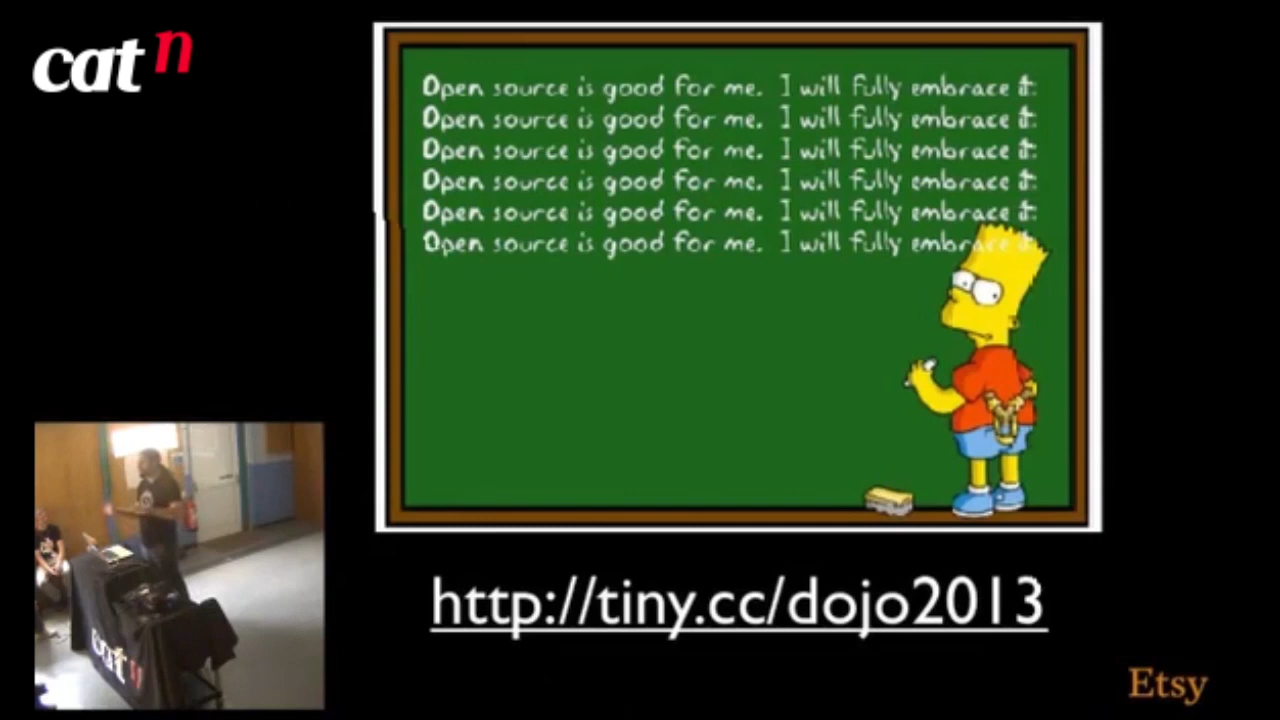 cat n
Open source is good for me. I will fully embrace it.
Open source is good for me. I will fully embrace it.
Open source is good for me. I will fully embrace it.
Open source is good for me. I will fully embrace it.
Open source is good for me. I will fully embrace it.
Open source is good for me. I will fully embrace it.
cat n
http://tiny.cc/dojo2013
Etsy